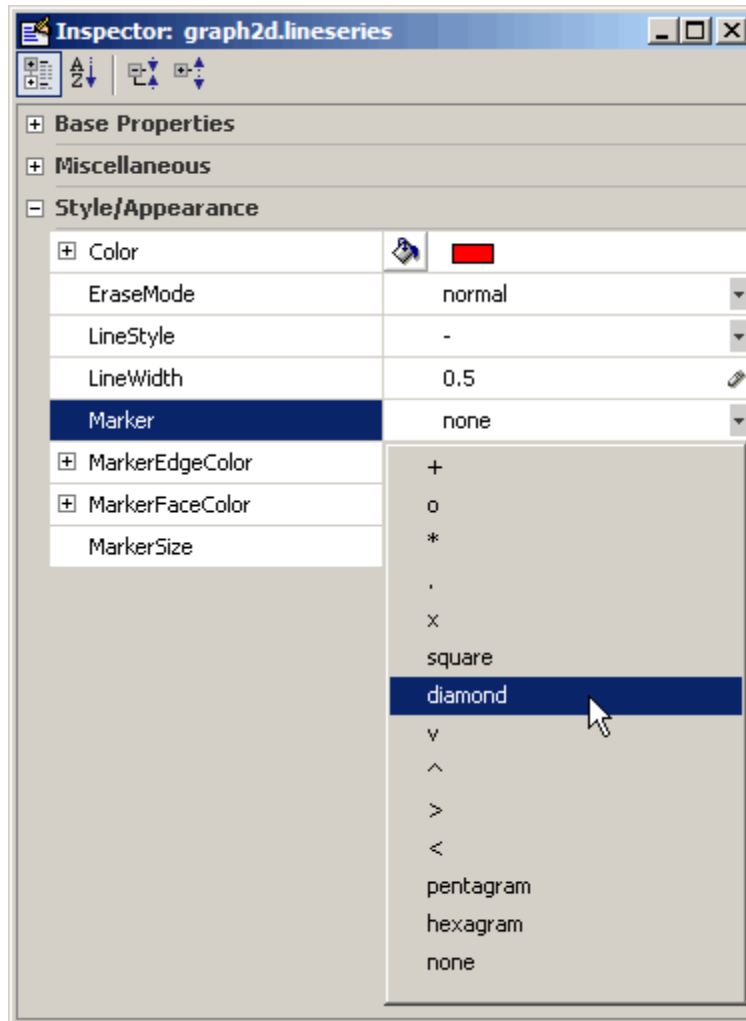 Inspector: graph2d.lineseries
Base Properties
Miscellaneous
Style/Appearance
Color
EraseMode normal
LineStyle -
LineWidth 0.5
Marker none
MarkerEdgeColor
MarkerFaceColor
MarkerSize
+
o
*
.
x
square
diamond
v
^
>
<
pentagram
hexagram
none